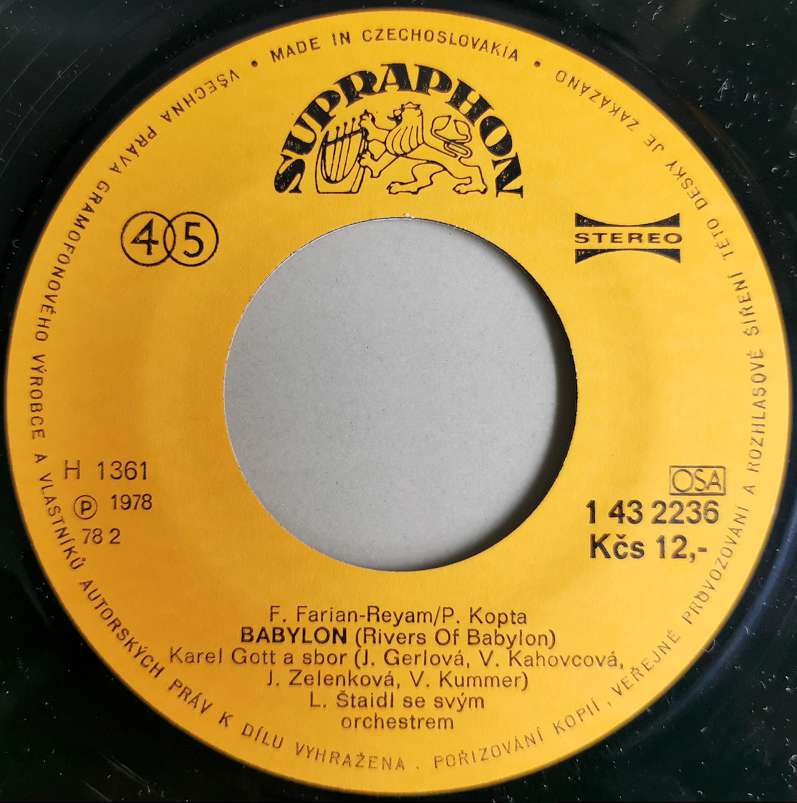 MADE IN CZECHOSLOVAKIA
SUPRAPHON
45
STEREO
H 1361
Ⓟ 1978
78 2
OSA
1 43 2236
Kčs 12,-
F. Farian-Reyam/P. Kopta
BABYLON (Rivers Of Babylon)
Karel Gott a sbor (J. Gerlová, V. Kahovcová,
J. Zelenková, V. Kummer)
L. Štaidl se svým
orchestrem
VŠECHNA PRÁVA GRAMOFONOVÉHO VÝROBCE A VLASTNÍKŮ AUTORSKÝCH PRÁV K DÍLU VYHRAŽENA. POŘIZOVÁNÍ KOPIÍ, VEŘEJNÉ PROVOZOVÁNÍ A ROZHLASOVÉ ŠÍŘENÍ TÉTO DESKY JE ZAKÁZÁNO